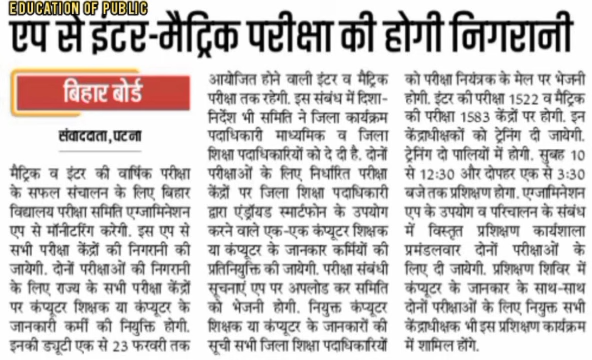 EDUCATION OF PUBLIC
एप से इंटर-मैट्रिक परीक्षा की होगी निगरानी
बिहार बोर्ड
संवाददाता,पटना
मैट्रिक व इंटर की वार्षिक परीक्षा
के सफल संचालन के लिए बिहार
विद्यालय परीक्षा समिति एग्जामिनेशन
एप से मॉनीटरिंग करेगी. इस एप से
सभी परीक्षा केंद्रों की निगरानी की
जायेगी. दोनों परीक्षाओं की निगरानी
के लिए राज्य के सभी परीक्षा केंद्रों
पर कंप्यूटर शिक्षक या कंप्यूटर के
जानकारी कर्मी की नियुक्ति होगी.
इनकी ड्यूटी एक से 23 फरवरी तक
आयोजित होने वाली इंटर व मैट्रिक
परीक्षा तक रहेगी. इस संबंध में दिशा-
निर्देश भी समिति ने जिला कार्यक्रम
पदाधिकारी माध्यमिक व जिला
शिक्षा पदाधिकारियों को दे दी है. दोनों
परीक्षाओं के लिए निर्धारित परीक्षा
केंद्रों पर जिला शिक्षा पदाधिकारी
द्वारा एंड्रॉयड स्मार्टफोन के उपयोग
करने वाले एक-एक कंप्यूटर शिक्षक
या कंप्यूटर के जानकार कर्मियों की
प्रतिनियुक्ति की जायेगी. परीक्षा संबंधी
सूचनाएं एप पर अपलोड कर समिति
को भेजनी होगी. नियुक्त कंप्यूटर
शिक्षक या कंप्यूटर के जानकारों की
सूची सभी जिला शिक्षा पदाधिकारियों
को परीक्षा नियंत्रक के मेल पर भेजनी
होगी. इंटर की परीक्षा 1522 व मैट्रिक
की परीक्षा 1583 केंद्रों पर होगी. इन
केंद्राधीक्षकों को ट्रेनिंग दी जायेगी.
ट्रेनिंग दो पालियों में होगी. सुबह 10
से 12:30 और दोपहर एक से 3:30
बजे तक प्रशिक्षण होगा. एग्जामिनेशन
एप के उपयोग व परिचालन के संबंध
में विस्तृत प्रशिक्षण कार्यशाला
प्रमंडलवार दोनों परीक्षाओं के
लिए दी जायेगी. प्रशिक्षण शिविर में
कंप्यूटर के जानकार के साथ-साथ
दोनों परीक्षाओं के लिए नियुक्त सभी
केंद्राधीक्षक भी इस प्रशिक्षण कार्यक्रम
में शामिल होंगे.